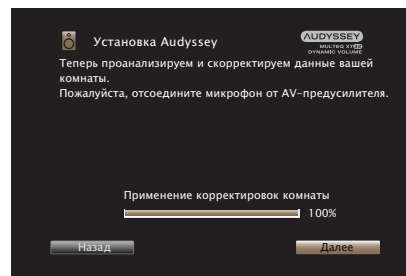 Установка Audyssey
AUDYSSEY
MULTEQ XT32
DYNAMIC VOLUME
Теперь проанализируем и скорректируем данные вашей
комнаты.
Пожалуйста, отсоедините микрофон от AV-предусилителя.
Применение корректировок комнаты
100%
Назад
Далее